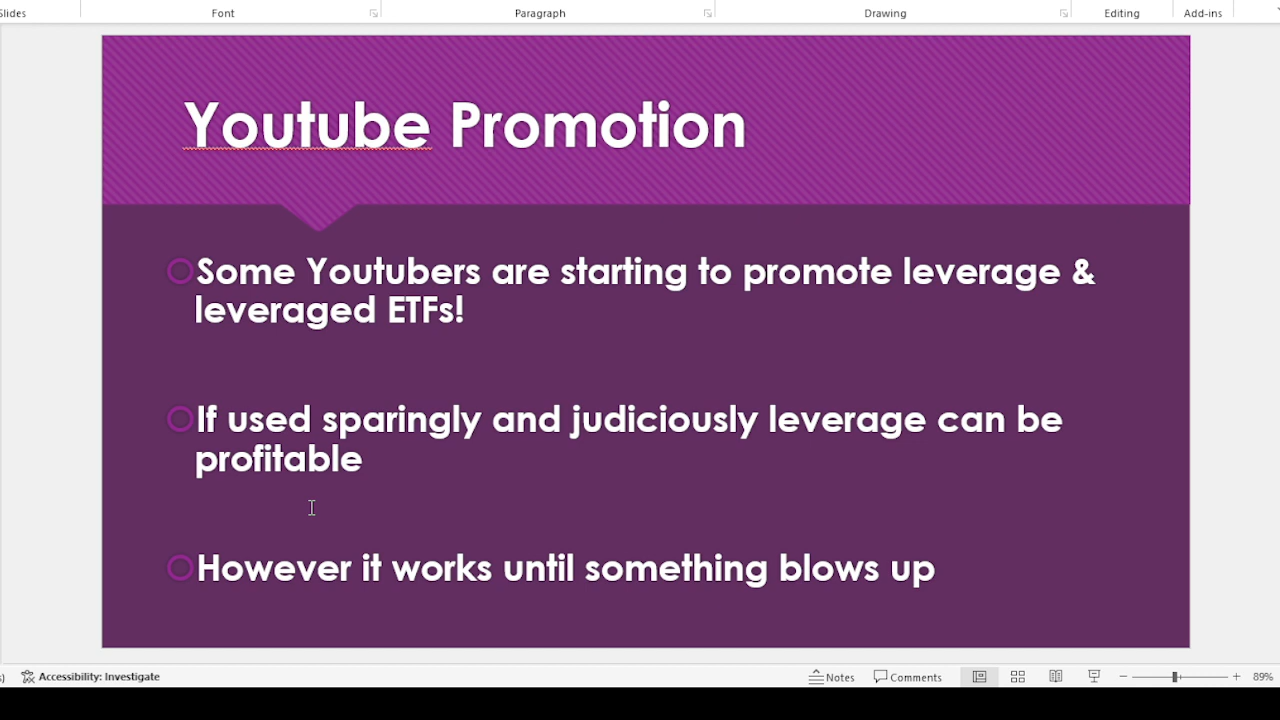 Slides Font Paragraph Drawing Editing Add-ins
Youtube Promotion
Some Youtubers are starting to promote leverage &
leveraged ETFs!
If used sparingly and judiciously leverage can be
profitable
However it works until something blows up
Accessibility: Investigate Notes Comments 89%